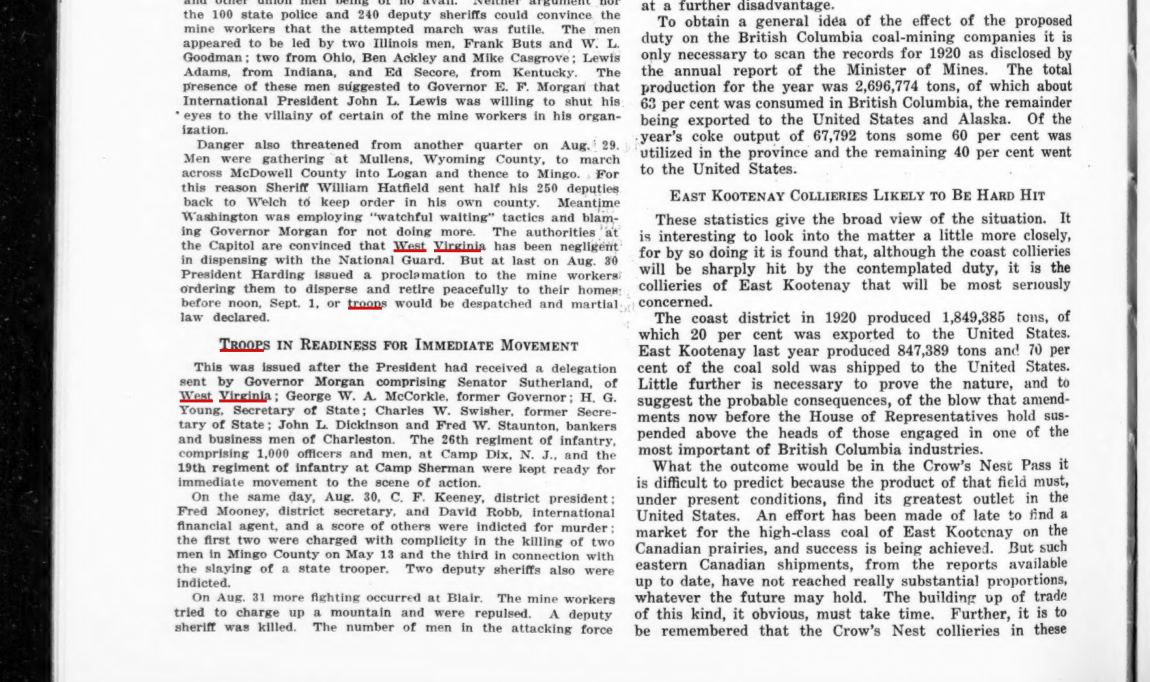 and other union men being of no avail. Neither argument nor
the 100 state police and 240 deputy sheriffs could convince the
mine workers that the attempted march was futile. The men
appeared to be led by two Illinois men, Frank Buts and W. L.
Goodman; two from Ohio, Ben Ackley and Mike Casgrove; Lewis
Adams, from Indiana, and Ed Secore, from Kentucky. The
presence of these men suggested to Governor E. F. Morgan that
International President John L. Lewis was willing to shut his
eyes to the villainy of certain of the mine workers in his organ-
ization.
Danger also threatened from another quarter on Aug. 29.
Men were gathering at Mullens, Wyoming County, to march
across McDowell County into Logan and thence to Mingo. For
this reason Sheriff William Hatfield sent half his 250 deputies
back to Welch to keep order in his own county. Meantime
Washington was employing "watchful waiting" tactics and blam-
ing Governor Morgan for not doing more. The authorities at
the Capitol are convinced that West Virginia has been negligent
in dispensing with the National Guard. But at last on Aug. 30
President Harding issued a proclamation to the mine workers
ordering them to disperse and retire peacefully to their homes
before noon, Sept. 1, or troops would be despatched and martial
law declared.
TROOPS IN READINESS FOR IMMEDIATE MOVEMENT
This was issued after the President had received a delegation
sent by Governor Morgan comprising Senator Sutherland, of
West Virginia; George W. A. McCorkle, former Governor; H. G.
Young, Secretary of State; Charles W. Swisher, former Secre-
tary of State; John L. Dickinson and Fred W. Staunton, bankers
and business men of Charleston. The 26th regiment of infantry,
comprising 1,000 officers and men, at Camp Dix, N. J., and the
19th regiment of infantry at Camp Sherman were kept ready for
immediate movement to the scene of action.
On the same day, Aug. 30, C. F. Keeney, district president;
Fred Mooney, district secretary, and David Robb, international
financial agent, and a score of others were indicted for murder;
the first two were charged with complicity in the killing of two
men in Mingo County on May 13 and the third in connection with
the slaying of a state trooper. Two deputy sheriffs also were
indicted.
On Aug. 31 more fighting occurred at Blair. The mine workers
tried to charge up a mountain and were repulsed. A deputy
sheriff was killed. The number of men in the attacking force
at a further disadvantage.
To obtain a general idea of the effect of the proposed
duty on the British Columbia coal-mining companies it is
only necessary to scan the records for 1920 as disclosed by
the annual report of the Minister of Mines. The total
production for the year was 2,696,774 tons, of which about
63 per cent was consumed in British Columbia, the remainder
being exported to the United States and Alaska. Of the
year's coke output of 67,792 tons some 60 per cent was
utilized in the province and the remaining 40 per cent went
to the United States.
EAST KOOTENAY COLLIERIES LIKELY TO BE HARD HIT
These statistics give the broad view of the situation. It
is interesting to look into the matter a little more closely,
for by so doing it is found that, although the coast collieries
will be sharply hit by the contemplated duty, it is the
collieries of East Kootenay that will be most seriously
concerned.
The coast district in 1920 produced 1,849,385 tons, of
which 20 per cent was exported to the United States.
East Kootenay last year produced 847,389 tons and 70 per
cent of the coal sold was shipped to the United States.
Little further is necessary to prove the nature, and to
suggest the probable consequences, of the blow that amend-
ments now before the House of Representatives hold sus-
pended above the heads of those engaged in one of the
most important of British Columbia industries.
What the outcome would be in the Crow's Nest Pass it
is difficult to predict because the product of that field must,
under present conditions, find its greatest outlet in the
United States. An effort has been made of late to find a
market for the high-class coal of East Kootenay on the
Canadian prairies, and success is being achieved. But such
eastern Canadian shipments, from the reports available
up to date, have not reached really substantial proportions,
whatever the future may hold. The building up of trade
of this kind, it obvious, must take time. Further, it is to
be remembered that the Crow's Nest collieries in these